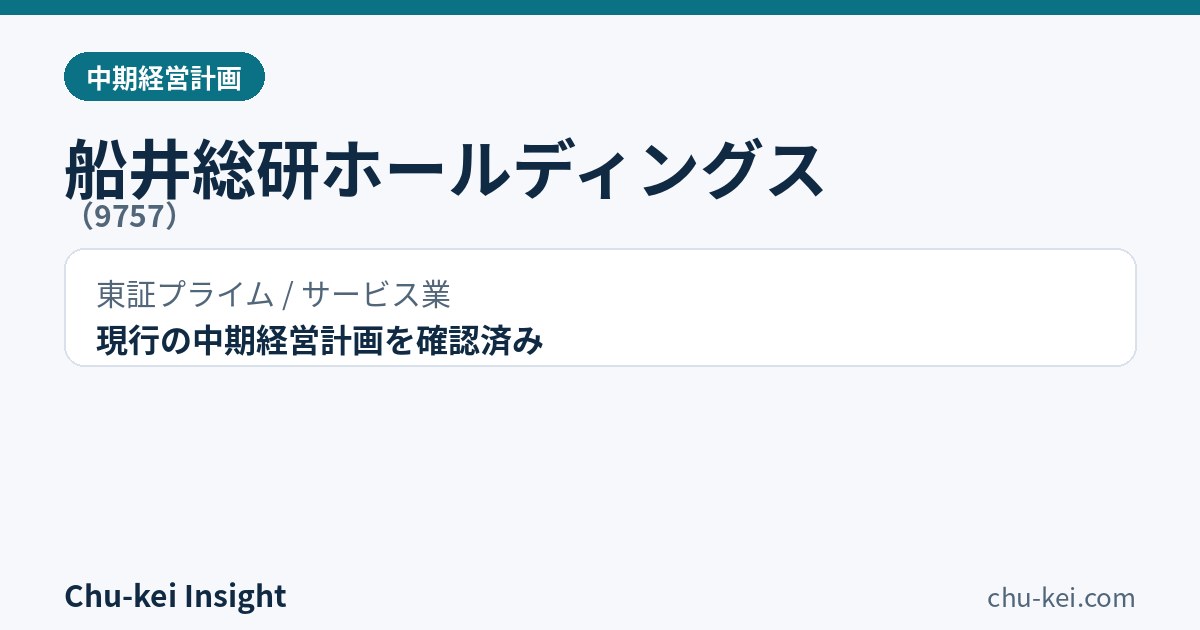 中期経営計画
船井総研ホールディングス
（9757）
東証プライム / サービス業
現行の中期経営計画を確認済み
Chu-kei Insight
chu-kei.com